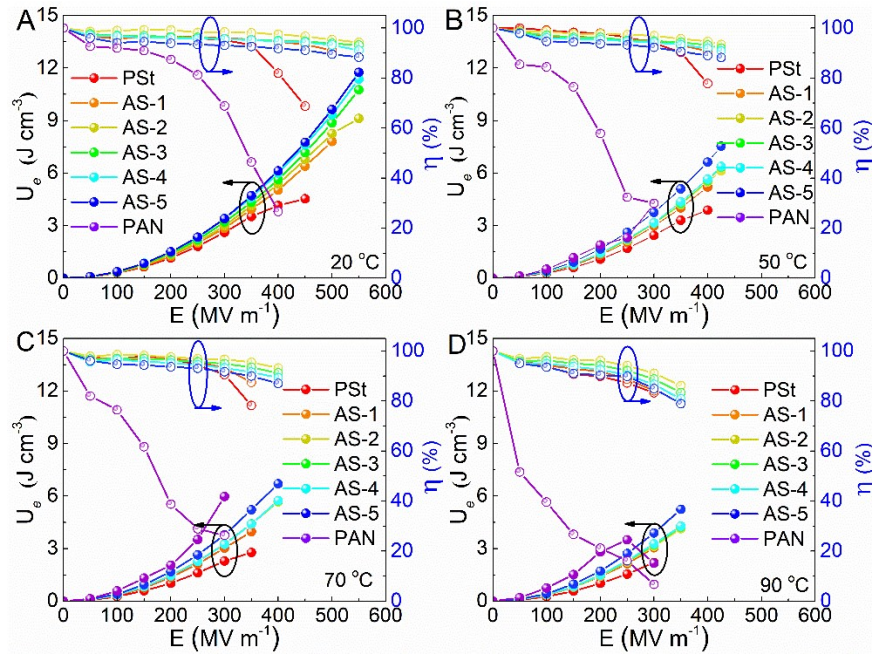 A
15
12
9
6
3
0
U_e (J cm⁻³)
PSt
AS-1
AS-2
AS-3
AS-4
AS-5
PAN
20 °C
100
80
60
40
20
0
η (%)
0 100 200 300 400 500 600
E (MV m⁻¹)
B
15
12
9
6
3
0
U_e (J cm⁻³)
PSt
AS-1
AS-2
AS-3
AS-4
AS-5
PAN
50 °C
100
80
60
40
20
0
η (%)
0 100 200 300 400 500 600
E (MV m⁻¹)
C
15
12
9
6
3
0
U_e (J cm⁻³)
PSt
AS-1
AS-2
AS-3
AS-4
AS-5
PAN
70 °C
100
80
60
40
20
0
η (%)
0 100 200 300 400 500 600
E (MV m⁻¹)
D
15
12
9
6
3
0
U_e (J cm⁻³)
PSt
AS-1
AS-2
AS-3
AS-4
AS-5
PAN
90 °C
100
80
60
40
20
0
η (%)
0 100 200 300 400 500 600
E (MV m⁻¹)